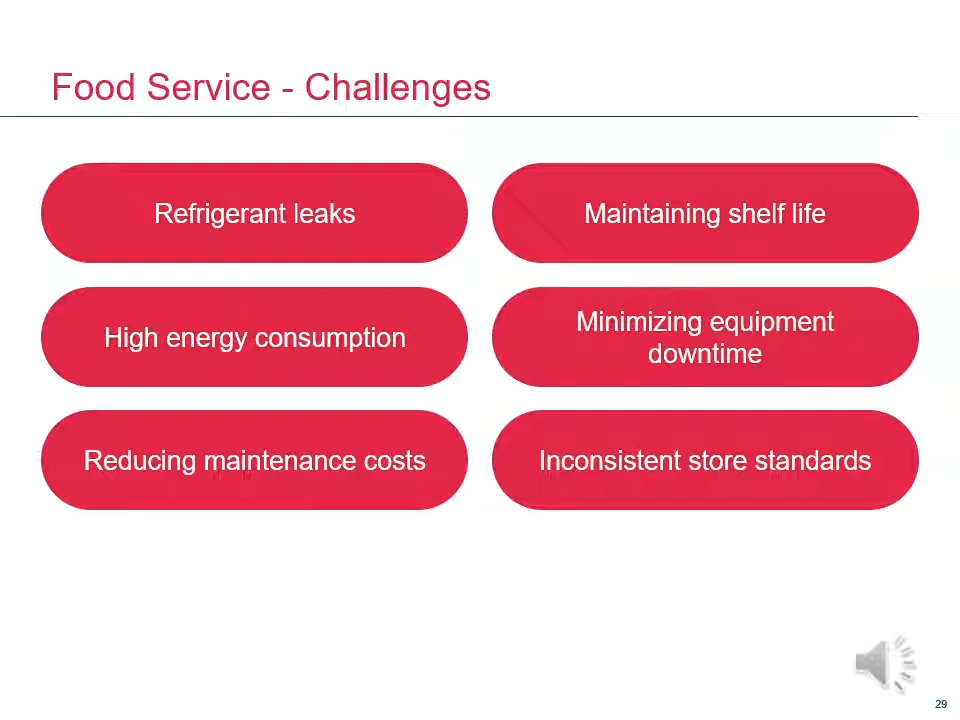 Food Service - Challenges
Refrigerant leaks
Maintaining shelf life
High energy consumption
Minimizing equipment
downtime
Reducing maintenance costs
Inconsistent store standards
29